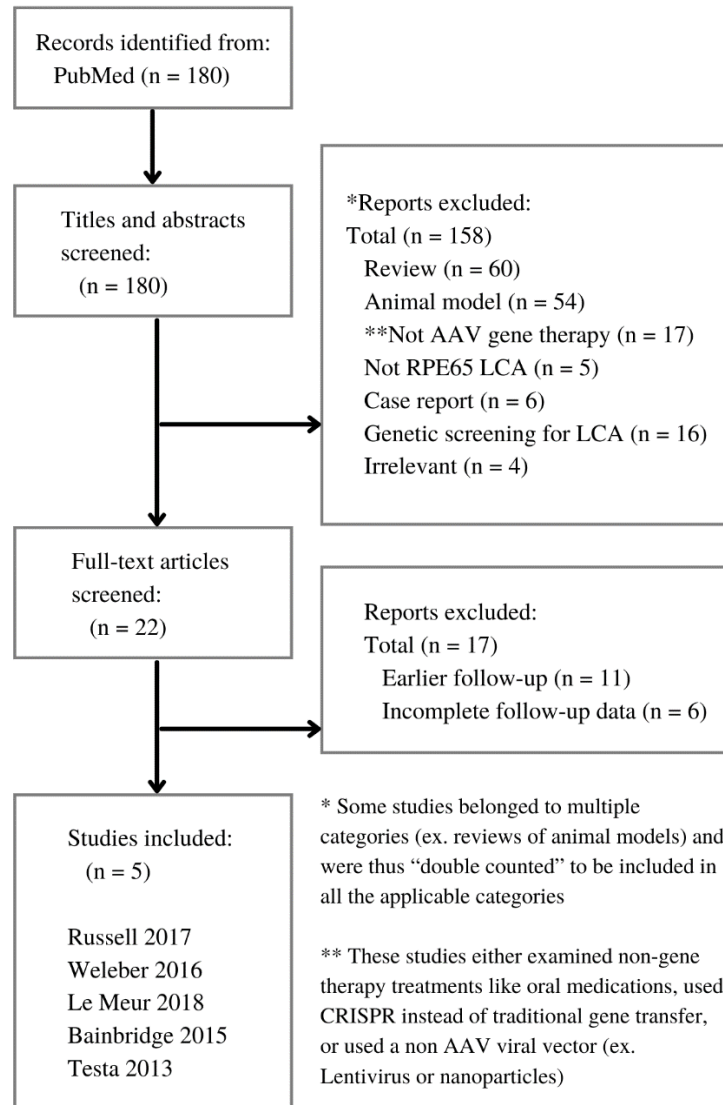 Records identified from:
PubMed (n = 180)
Titles and abstracts
screened:
(n = 180)
*Reports excluded:
Total (n = 158)
Review (n = 60)
Animal model (n = 54)
**Not AAV gene therapy (n = 17)
Not RPE65 LCA (n = 5)
Case report (n = 6)
Genetic screening for LCA (n = 16)
Irrelevant (n = 4)
Full-text articles
screened:
(n = 22)
Reports excluded:
Total (n = 17)
Earlier follow-up (n = 11)
Incomplete follow-up data (n = 6)
Studies included:
(n = 5)
Russell 2017
Weleber 2016
Le Meur 2018
Bainbridge 2015
Testa 2013
* Some studies belonged to multiple
categories (ex. reviews of animal models) and
were thus “double counted” to be included in
all the applicable categories
** These studies either examined non-gene
therapy treatments like oral medications, used
CRISPR instead of traditional gene transfer,
or used a non AAV viral vector (ex.
Lentivirus or nanoparticles)